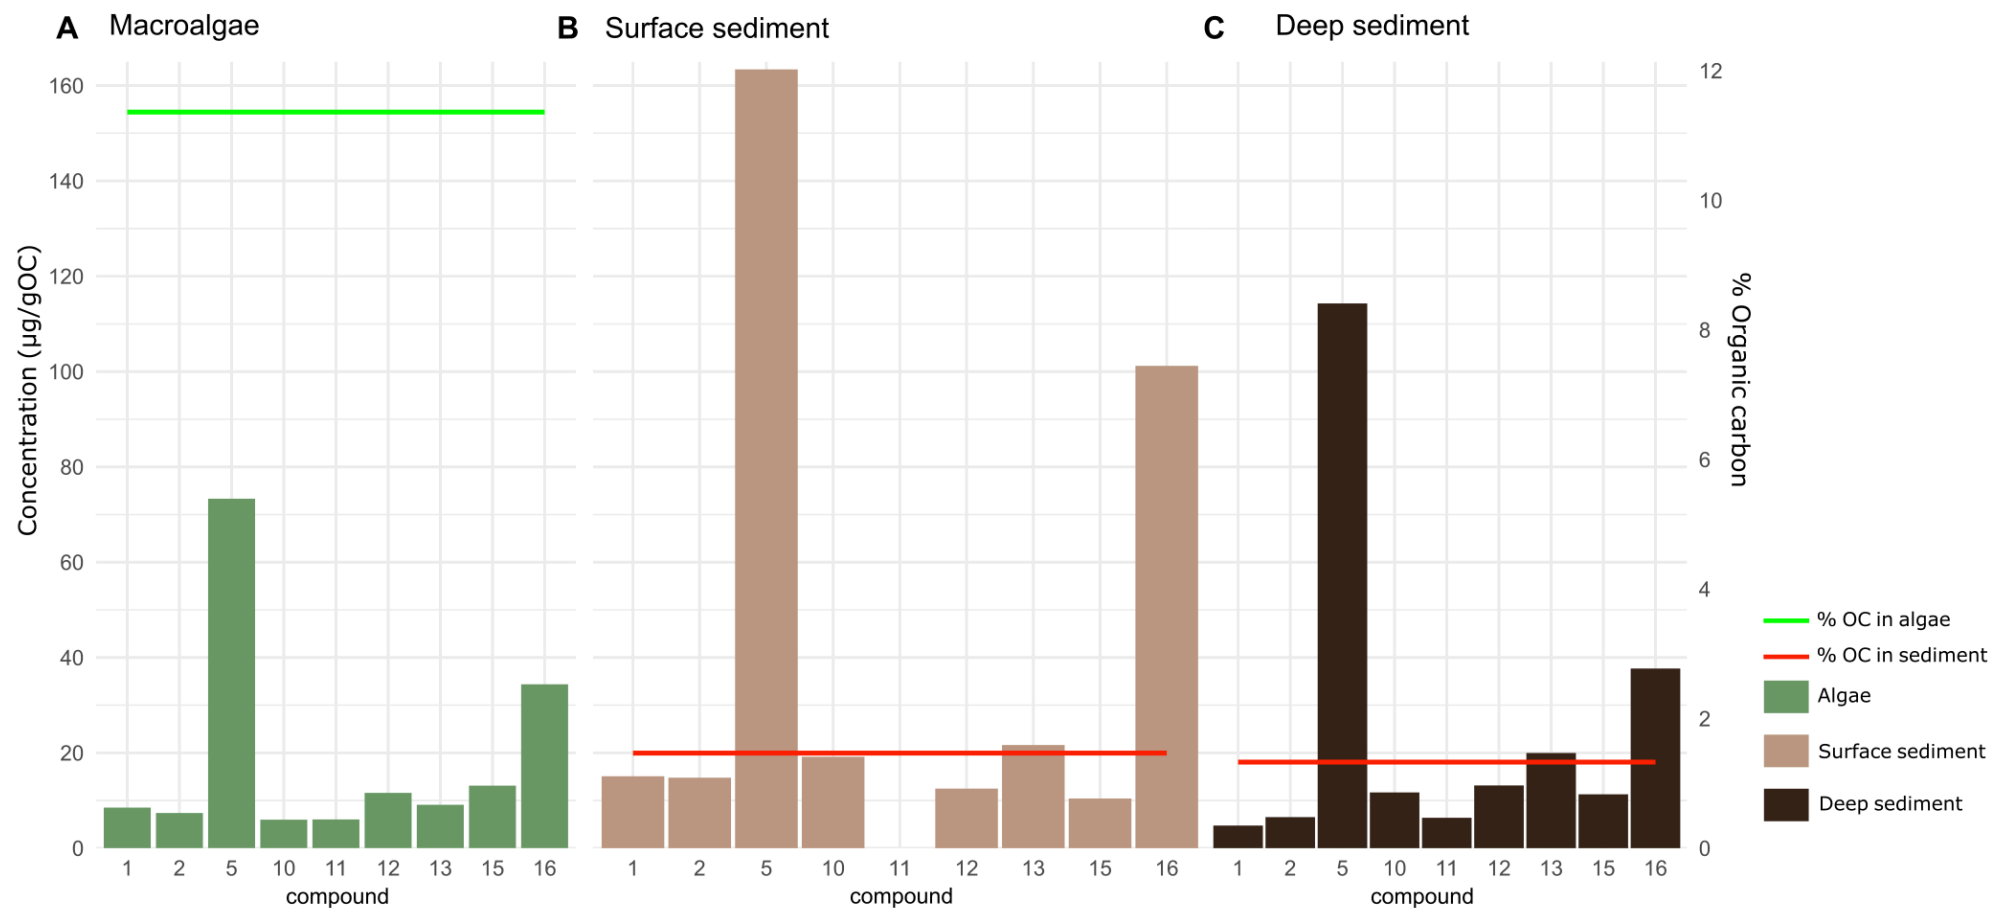 A Macroalgae
B Surface sediment
C Deep sediment
Concentration (µg/gOC)
160
140
120
100
80
60
40
20
0
1 2 5 10 11 12 13 15 16
compound
1 2 5 10 11 12 13 15 16
compound
1 2 5 10 11 12 13 15 16
compound
12
10
8
6
4
2
0
% Organic carbon
% OC in algae
% OC in sediment
Algae
Surface sediment
Deep sediment